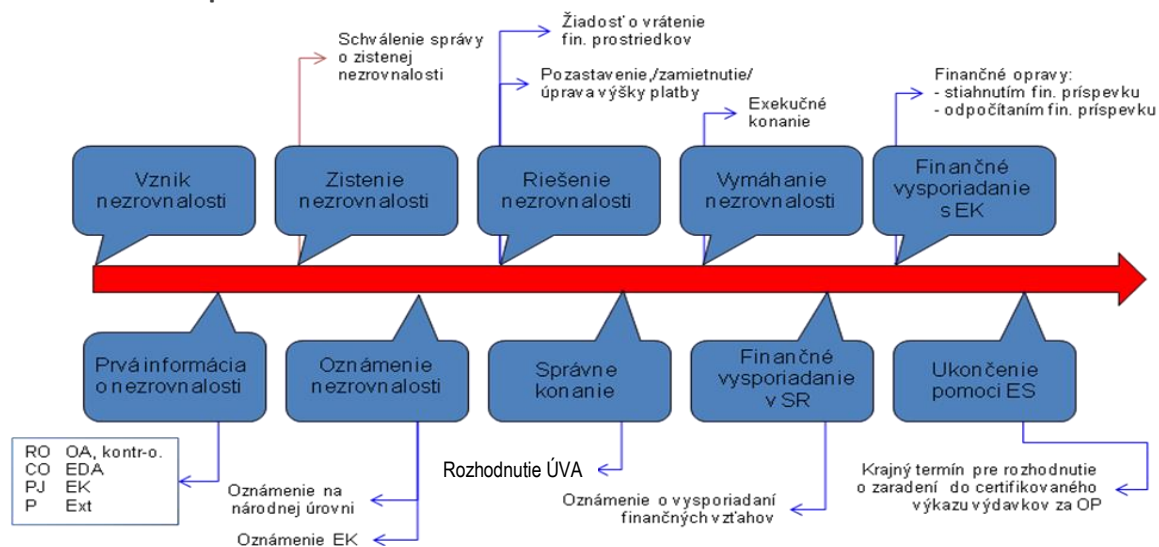 Schválenie správy
o zistenej
nezrovnalosti
Žiadosť o vrátenie
fin. prostriedkov
Pozastavenie,/zamietnutie/
úprava výšky platby
Exekučné
konanie
Finančné opravy:
- stiahnutím fin. príspevku
- odpočítaním fin. príspevku
Vznik
nezrovnalosti
Zistenie
nezrovnalosti
Riešenie
nezrovnalosti
Vymáhanie
nezrovnalosti
Finančné
vysporiadanie
s EK
Prvá informácia
o nezrovnalosti
Oznámenie
nezrovnalosti
Správne
konanie
Finančné
vysporiadanie
v SR
Ukončenie
pomoci ES
RO OA, kontr-o.
CO EDA
PJ EK
P Ext
Oznámenie na
národnej úrovni
Oznámenie EK
Rozhodnutie ÚVA
Oznámenie o vysporiadaní
finančných vzťahov
Krajný termín pre rozhodnutie
o zaradení do certifikovaného
výkazu výdavkov za OP